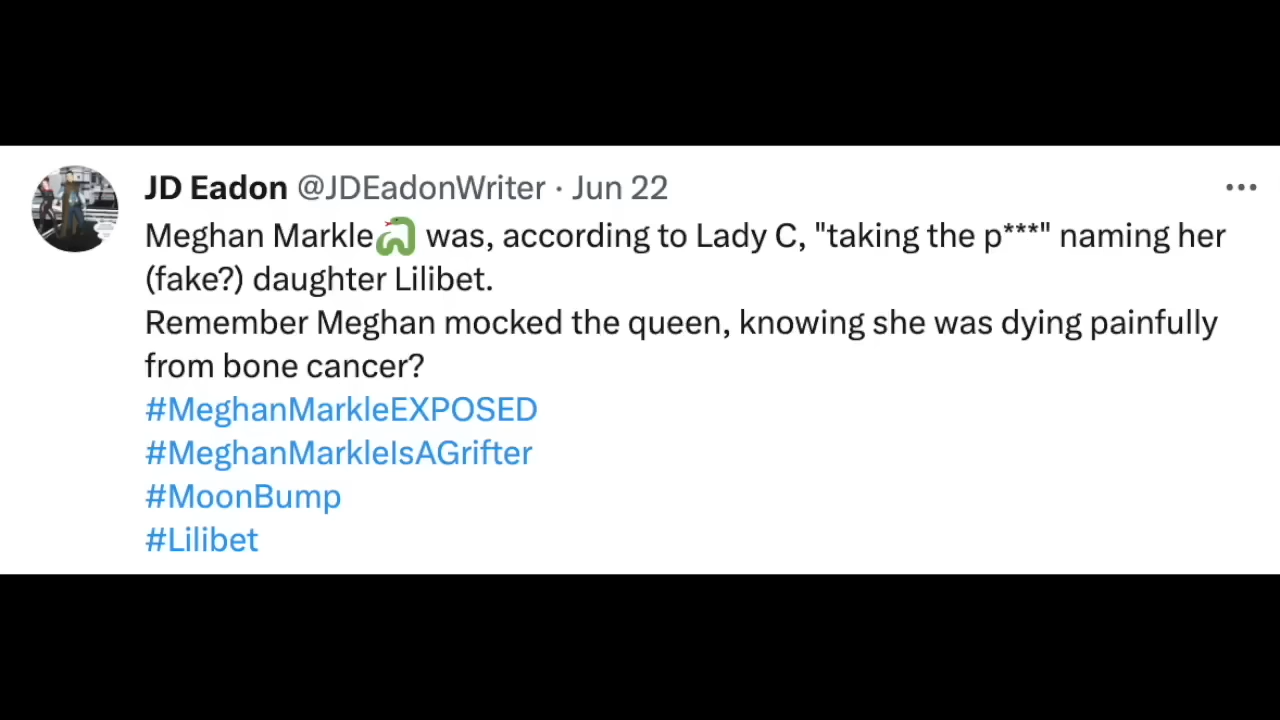 JD Eadon @JDEadonWriter · Jun 22
Meghan Markle🐍 was, according to Lady C, "taking the p***" naming her
(fake?) daughter Lilibet.
Remember Meghan mocked the queen, knowing she was dying painfully
from bone cancer?
#MeghanMarkleEXPOSED
#MeghanMarkleIsAGrifter
#MoonBump
#Lilibet